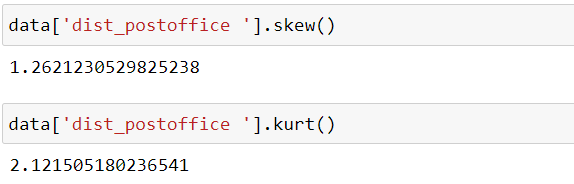 data['dist_postoffice '].skew()
1.2621230529825238
data['dist_postoffice '].kurt()
2.121505180236541